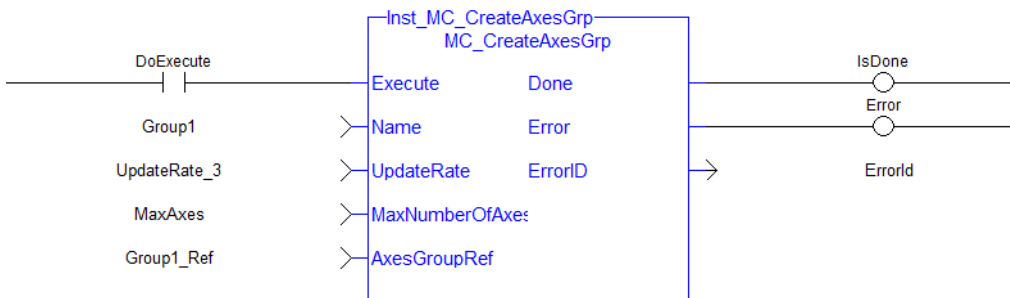 Inst_MC_CreateAxesGrp
MC_CreateAxesGrp
DoExecute
IsDone
Execute Done
Error
Group1
Name Error
UpdateRate_3
UpdateRate ErrorID
ErrorId
MaxAxes
MaxNumberOfAxes
Group1_Ref
AxesGroupRef